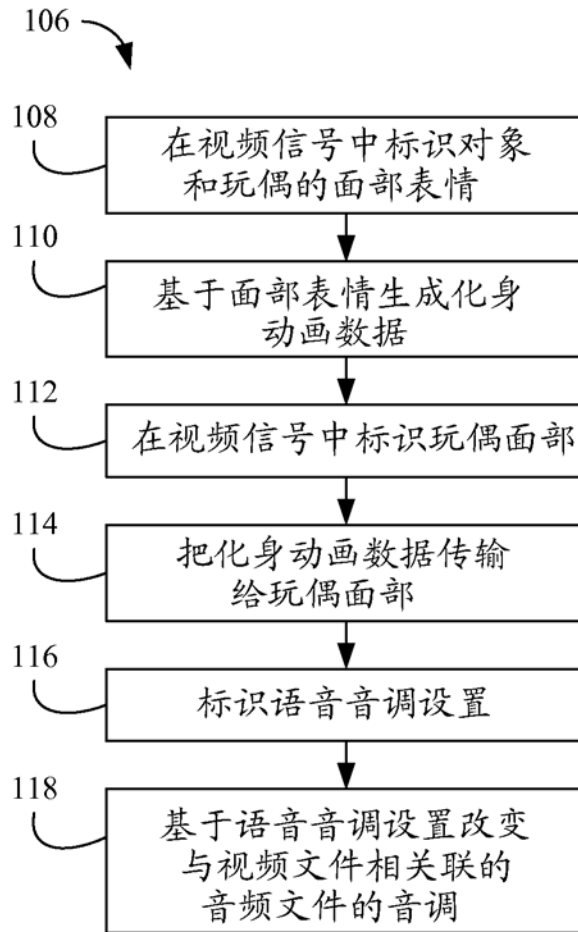 106
108
在视频信号中标识对象
和玩偶的面部表情
110
基于面部表情生成化身
动画数据
112
在视频信号中标识玩偶面部
114
把化身动画数据传输
给玩偶面部
116
标识语音音调设置
118
基于语音音调设置改变
与视频文件相关联的
音频文件的音调